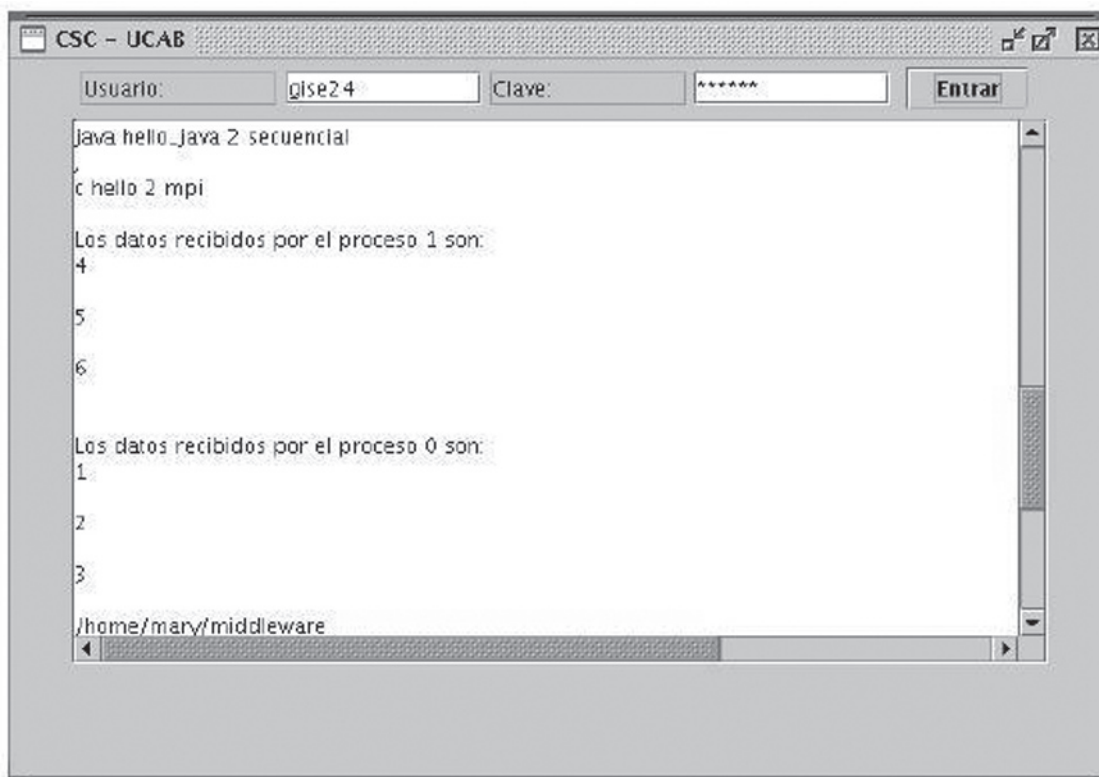 CSC - UCAB
Usuario: gise24 Clave: ****** Entrar
java hello_java 2 secuencial
,
c hello 2 mpi
Los datos recibidos por el proceso 1 son:
4
5
6
Los datos recibidos por el proceso 0 son:
1
2
3
/home/mary/middleware